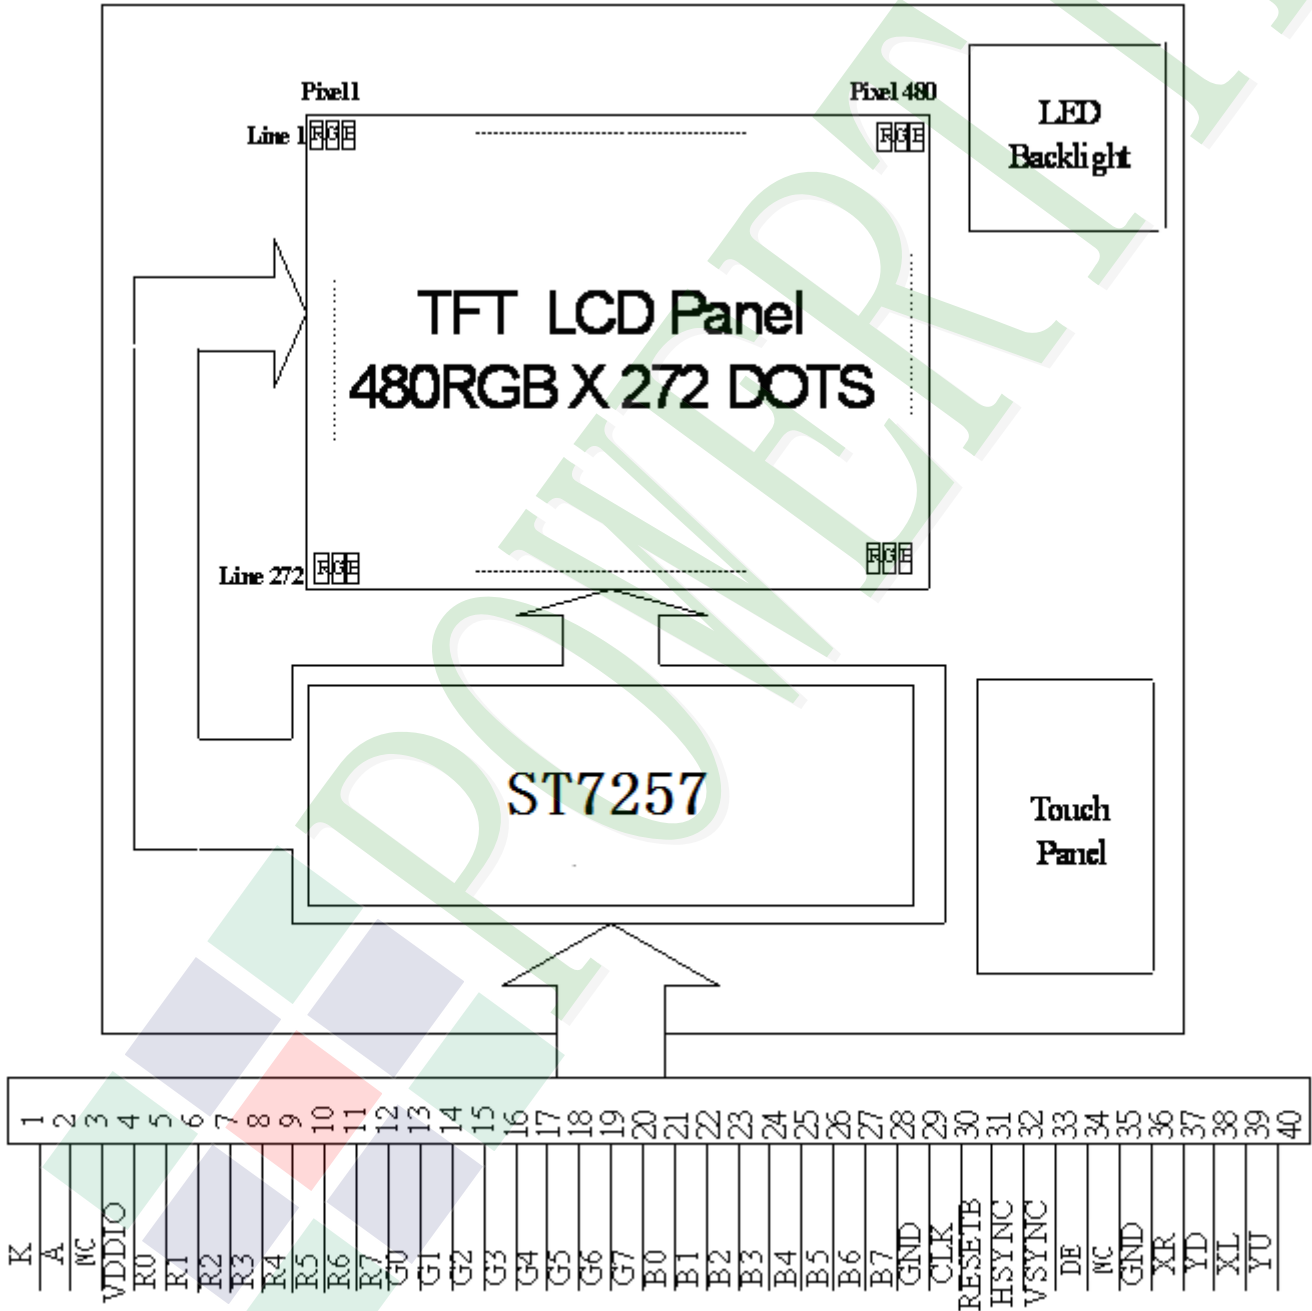 Pixel1
Pixel 480
Line 1
R G B
R G B
LED
Backlight
TFT LCD Panel
480RGB X 272 DOTS
Line 272
R G B
R G B
ST7257
Touch
Panel
1 2 3 4 5 6 7 8 9 10 11 12 13 14 15 16 17 18 19 20 21 22 23 24 25 26 27 28 29 30 31 32 33 34 35 36 37 38 39 40
K A NC VDDIO R0 R1 R2 R3 R4 R5 R6 R7 G0 G1 G2 G3 G4 G5 G6 G7 B0 B1 B2 B3 B4 B5 B6 B7 GND CLK RESETB HSYNC VSYNC DE NC GND XR YD XL YU
POWERT